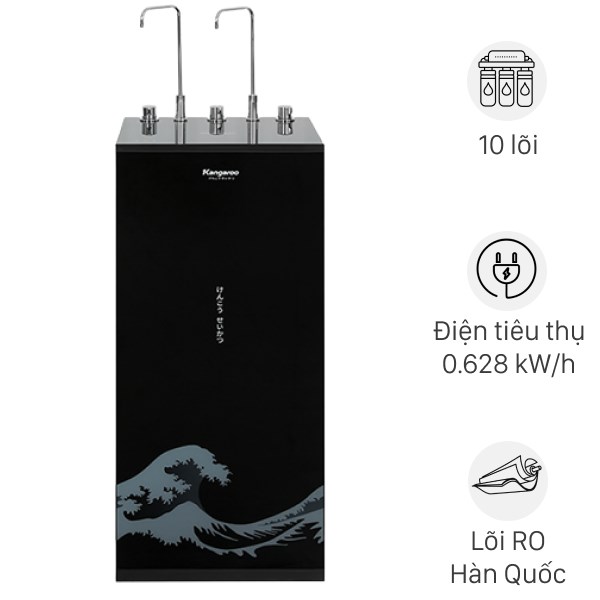 Kangaroo
けんこう せいかつ
10 lõi
Điện tiêu thụ
0.628 kW/h
Lõi RO
Hàn Quốc